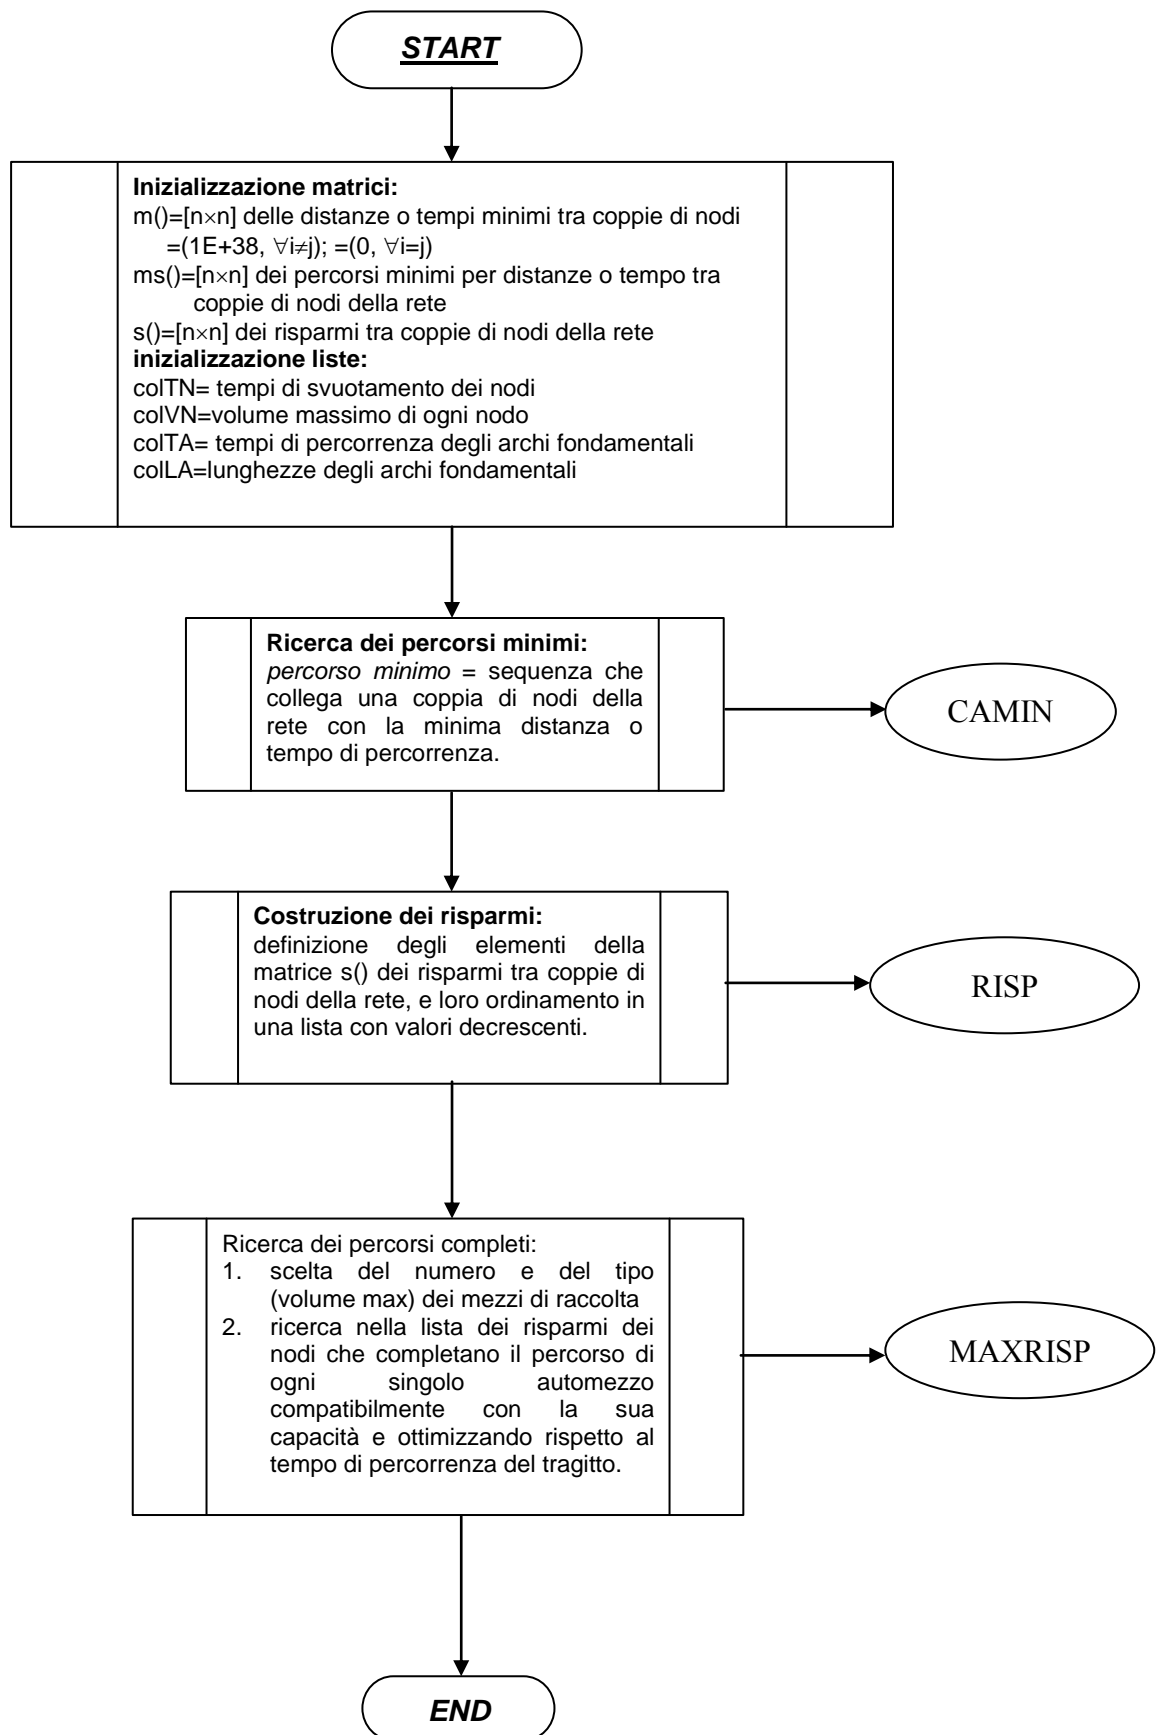 START
Inizializzazione matrici:
m()=[n×n] delle distanze o tempi minimi tra coppie di nodi
=(1E+38, ∀i≠j); =(0, ∀i=j)
ms()=[n×n] dei percorsi minimi per distanze o tempo tra
coppie di nodi della rete
s()=[n×n] dei risparmi tra coppie di nodi della rete
inizializzazione liste:
colTN= tempi di svuotamento dei nodi
colVN=volume massimo di ogni nodo
colTA= tempi di percorrenza degli archi fondamentali
colLA=lunghezze degli archi fondamentali
Ricerca dei percorsi minimi:
percorso minimo = sequenza che
collega una coppia di nodi della
rete con la minima distanza o
tempo di percorrenza.
CAMIN
Costruzione dei risparmi:
definizione degli elementi della
matrice s() dei risparmi tra coppie di
nodi della rete, e loro ordinamento in
una lista con valori decrescenti.
RISP
Ricerca dei percorsi completi:
1. scelta del numero e del tipo
(volume max) dei mezzi di raccolta
2. ricerca nella lista dei risparmi dei
nodi che completano il percorso di
ogni singolo automezzo
compatibilmente con la sua
capacità e ottimizzando rispetto al
tempo di percorrenza del tragitto.
MAXRISP
END